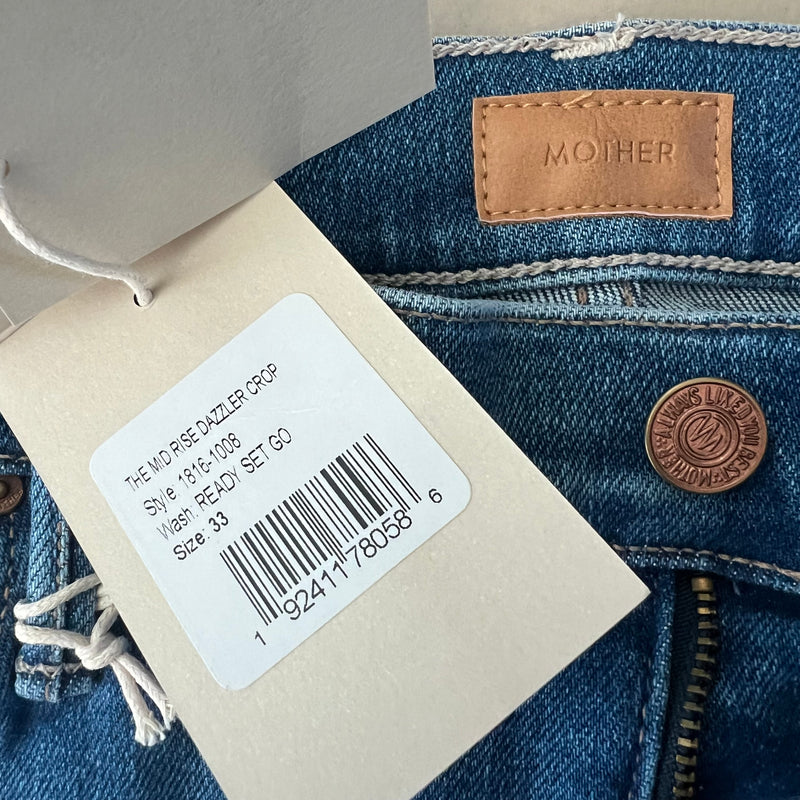 MOTHER
THE MID RISE DAZZLER CROP
Style: 1816-1008
Wash: READY SET GO
Size: 33
1 92411 78058 6
MOTHER ALWAYS LIKED YOU BEST
M